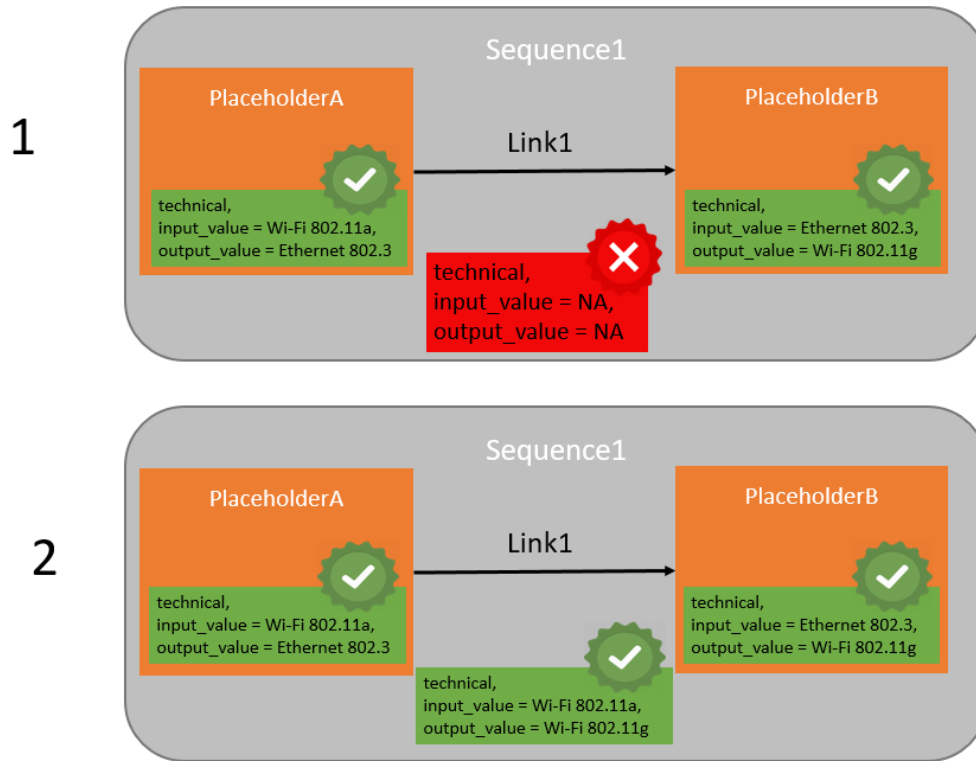 1
Sequence1
PlaceholderA
PlaceholderB
Link1
technical,
input_value = Wi-Fi 802.11a,
output_value = Ethernet 802.3
technical,
input_value = Ethernet 802.3,
output_value = Wi-Fi 802.11g
technical,
input_value = NA,
output_value = NA
2
Sequence1
PlaceholderA
PlaceholderB
Link1
technical,
input_value = Wi-Fi 802.11a,
output_value = Ethernet 802.3
technical,
input_value = Ethernet 802.3,
output_value = Wi-Fi 802.11g
technical,
input_value = Wi-Fi 802.11a,
output_value = Wi-Fi 802.11g